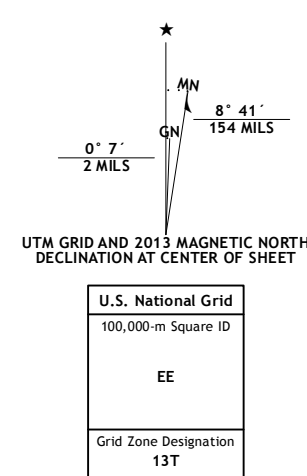 ★
MN
GN
8° 41´
154 MILS
0° 7´
2 MILS
UTM GRID AND 2013 MAGNETIC NORTH
DECLINATION AT CENTER OF SHEET
U.S. National Grid
100,000-m Square ID
EE
Grid Zone Designation
13T